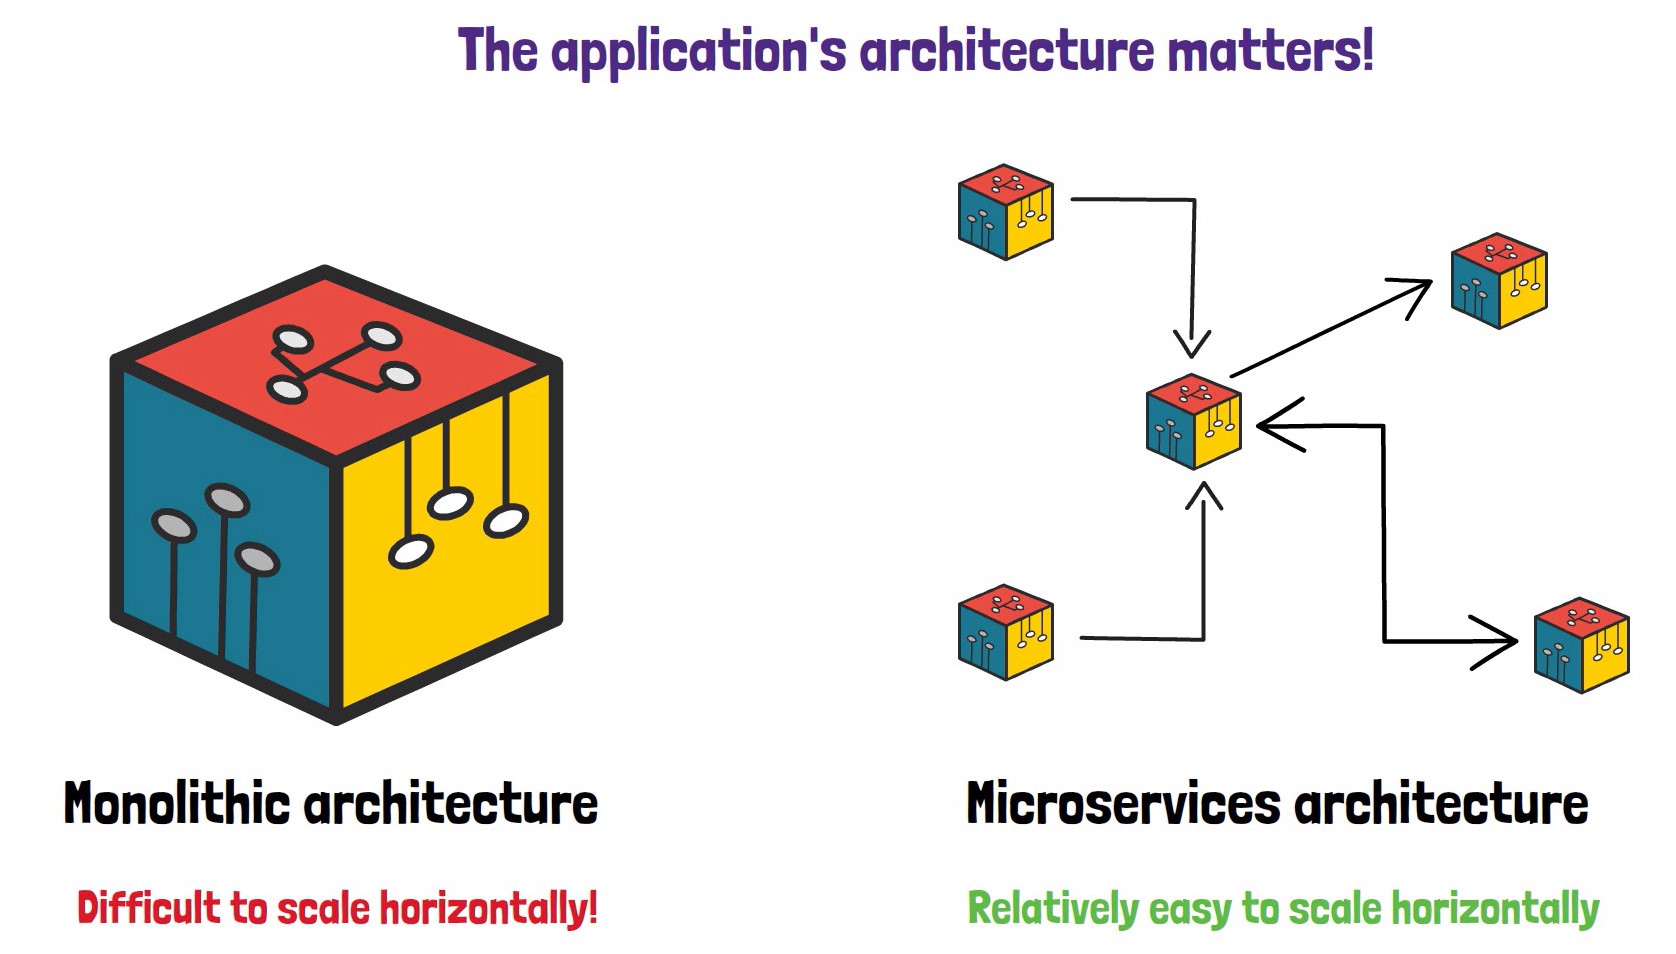 The application's architecture matters!
Monolithic architecture
Microservices architecture
Difficult to scale horizontally!
Relatively easy to scale horizontally